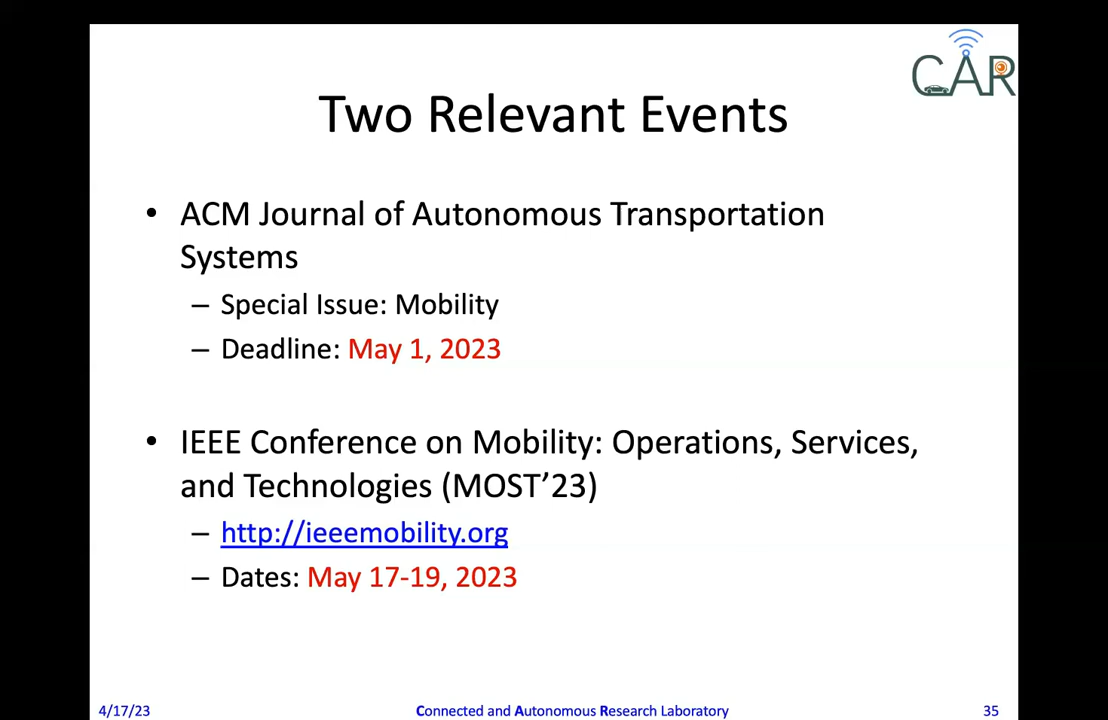 CAR
Two Relevant Events
• ACM Journal of Autonomous Transportation
Systems
– Special Issue: Mobility
– Deadline: May 1, 2023
• IEEE Conference on Mobility: Operations, Services,
and Technologies (MOST’23)
– http://ieeemobility.org
– Dates: May 17-19, 2023
4/17/23
Connected and Autonomous Research Laboratory
35